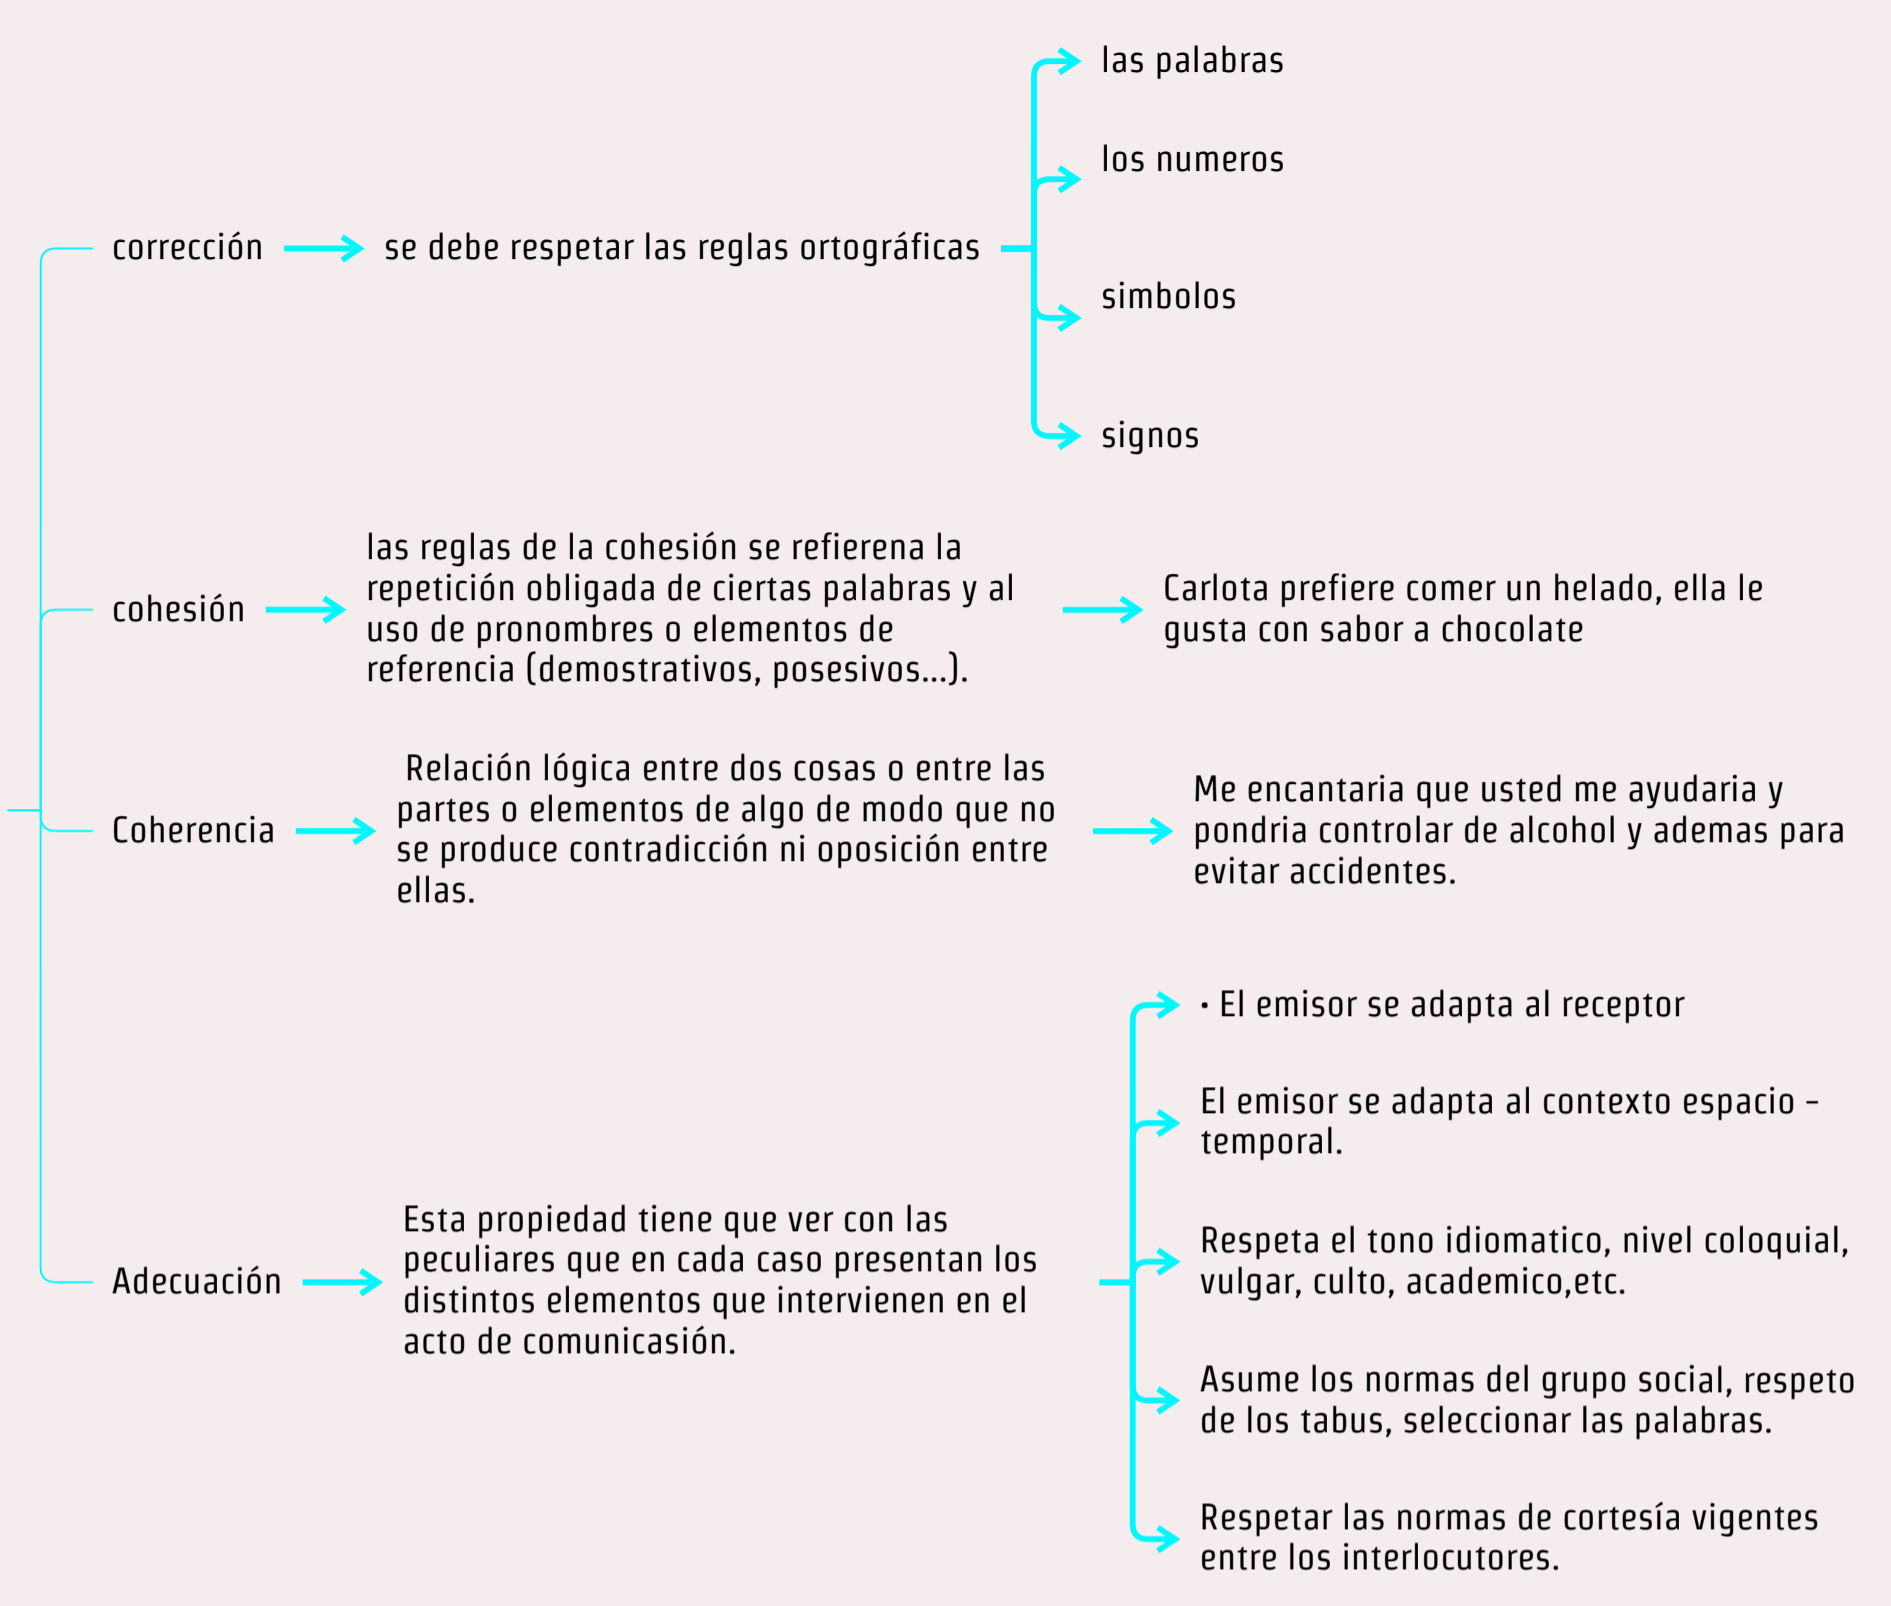 corrección
se debe respetar las reglas ortográficas
las palabras
los numeros
simbolos
signos
cohesión
las reglas de la cohesión se refierena la
repetición obligada de ciertas palabras y al
uso de pronombres o elementos de
referencia (demostrativos, posesivos...).
Carlota prefiere comer un helado, ella le
gusta con sabor a chocolate
Coherencia
Relación lógica entre dos cosas o entre las
partes o elementos de algo de modo que no
se produce contradicción ni oposición entre
ellas.
Me encantaria que usted me ayudaria y
pondria controlar de alcohol y ademas para
evitar accidentes.
Adecuación
Esta propiedad tiene que ver con las
peculiares que en cada caso presentan los
distintos elementos que intervienen en el
acto de comunicasión.
• El emisor se adapta al receptor
El emisor se adapta al contexto espacio -
temporal.
Respeta el tono idiomatico, nivel coloquial,
vulgar, culto, academico,etc.
Asume los normas del grupo social, respeto
de los tabus, seleccionar las palabras.
Respetar las normas de cortesía vigentes
entre los interlocutores.